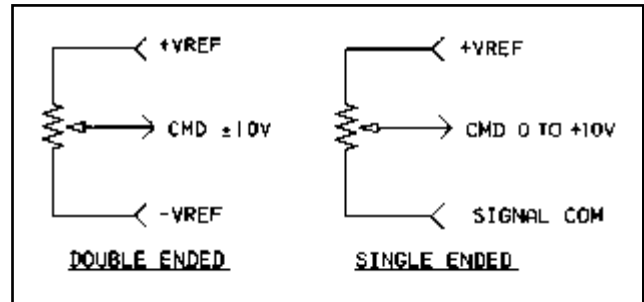 +VREF
CMD ±10V
-VREF
DOUBLE ENDED
+VREF
CMD 0 TO +10V
SIGNAL COM
SINGLE ENDED